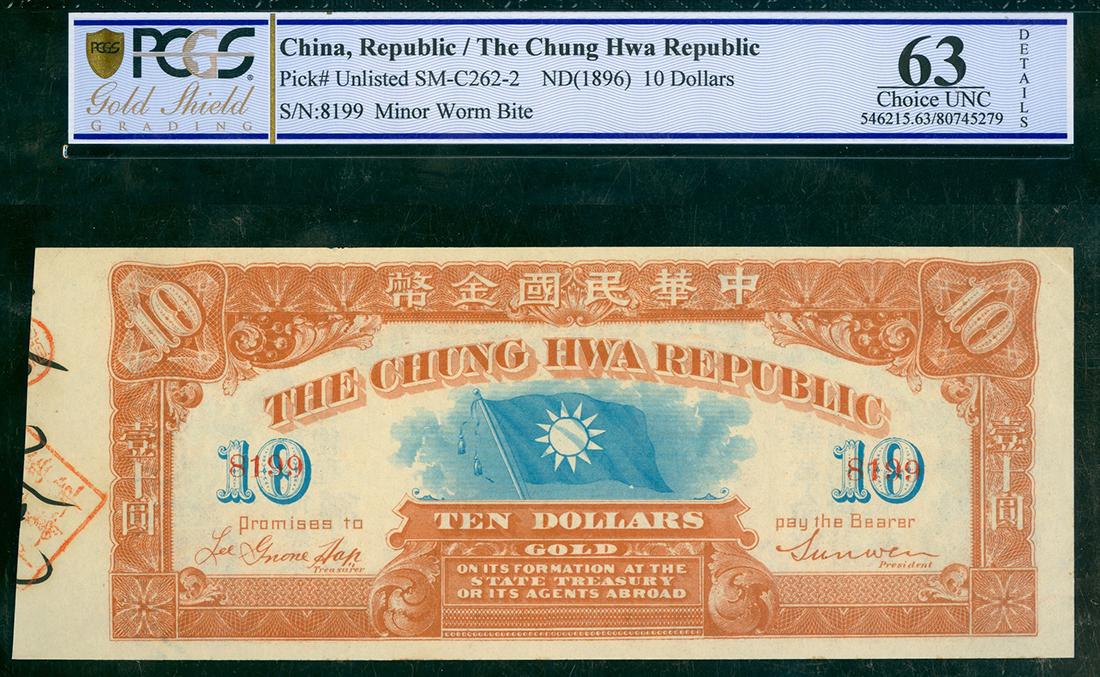 PCGS
PCGS
Gold Shield
GRADING
China, Republic / The Chung Hwa Republic
Pick# Unlisted SM-C262-2 ND(1896) 10 Dollars
S/N:8199 Minor Worm Bite
63
Choice UNC
546215.63/80745279
DETAILS
10
幣金國民華中
10
THE CHUNG HWA REPUBLIC
壹十圓
10
8199
10
8199
壹十圓
Promises to
TEN DOLLARS
pay the Bearer
Lee Gnone Hap
Treasurer
GOLD
Sunwen
President
ON ITS FORMATION AT THE
STATE TREASURY
OR ITS AGENTS ABROAD